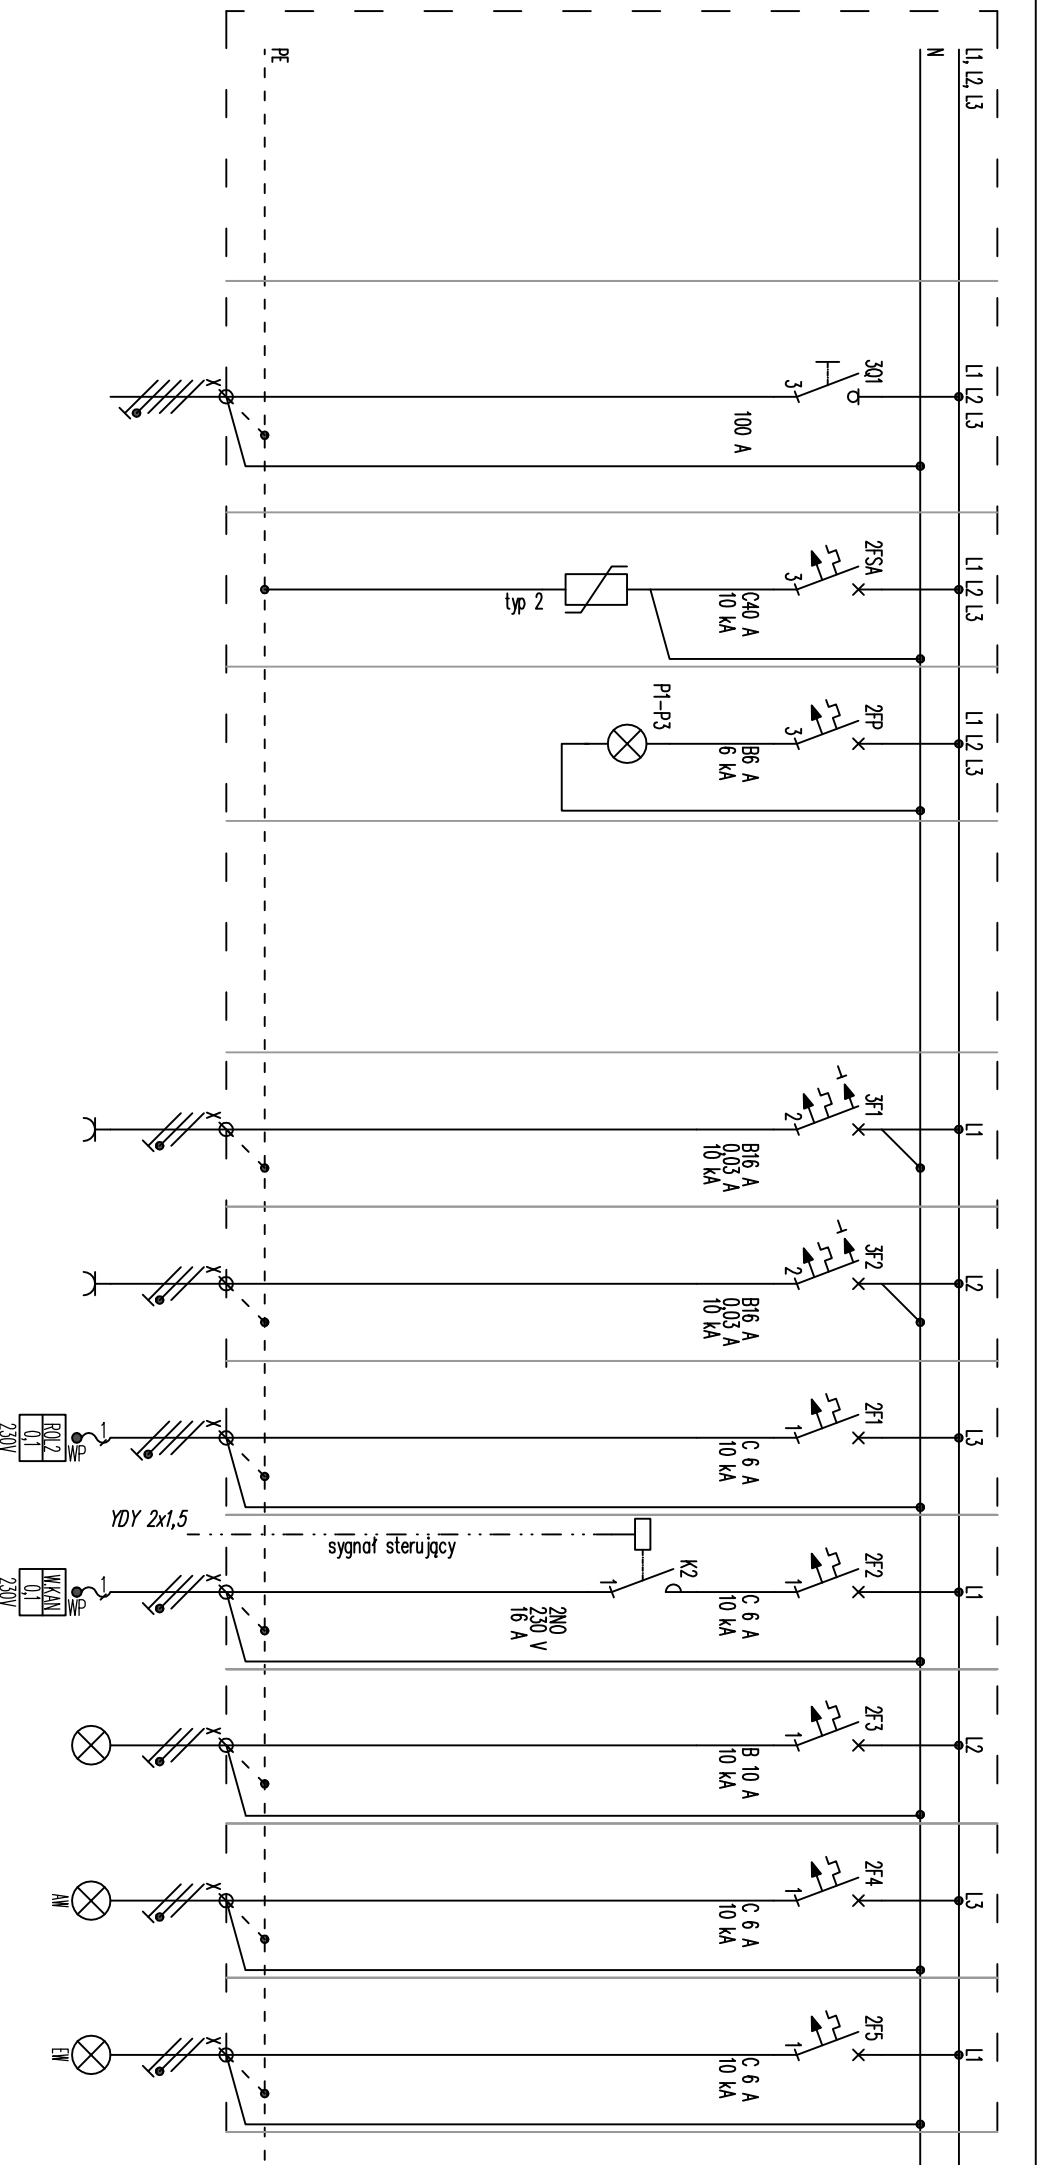 L1, L2, L3
N
PE
L1 L2 L3
3Q1
3
100 A
X
L1 L2 L3
2FSA
3
C40 A
10 kA
typ 2
L1 L2 L3
2FP
3
B6 A
6 kA
P1-P3
L1
3F1
2
B16 A
0,03 A
10 kA
X
L2
3F2
2
B16 A
0,03 A
10 kA
X
L3
2F1
1
C 6 A
10 kA
X
1
WP
ROL2
0,1
230V
L1
2F2
1
C 6 A
10 kA
K2
1
2NO
230 V
16 A
sygnał sterujący
YDY 2x1,5
X
1
WP
W.KAN
0,1
230V
L2
2F3
1
B 10 A
10 kA
X
L3
2F4
1
C 6 A
10 kA
X
AW
L1
2F5
1
C 6 A
10 kA
X
EW